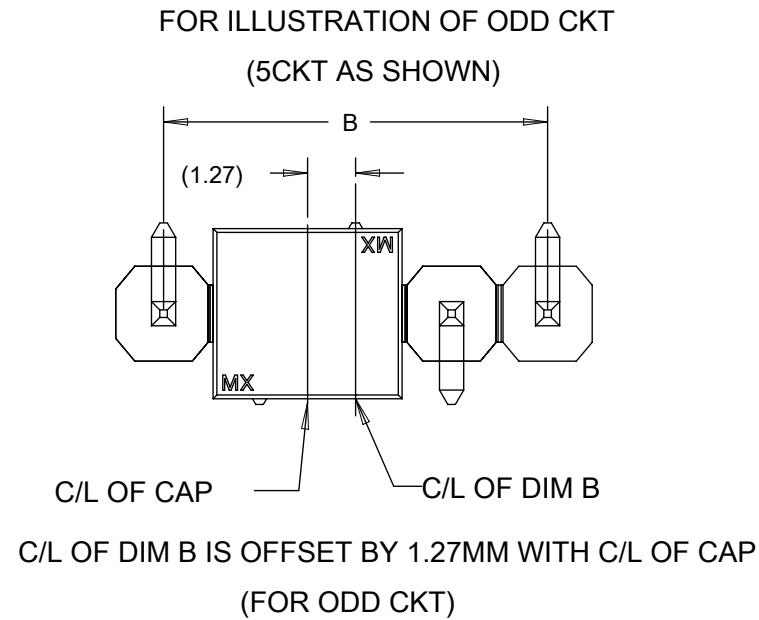 FOR ILLUSTRATION OF ODD CKT
(5CKT AS SHOWN)
B
(1.27)
MX
MX
C/L OF CAP
C/L OF DIM B
C/L OF DIM B IS OFFSET BY 1.27MM WITH C/L OF CAP
(FOR ODD CKT)